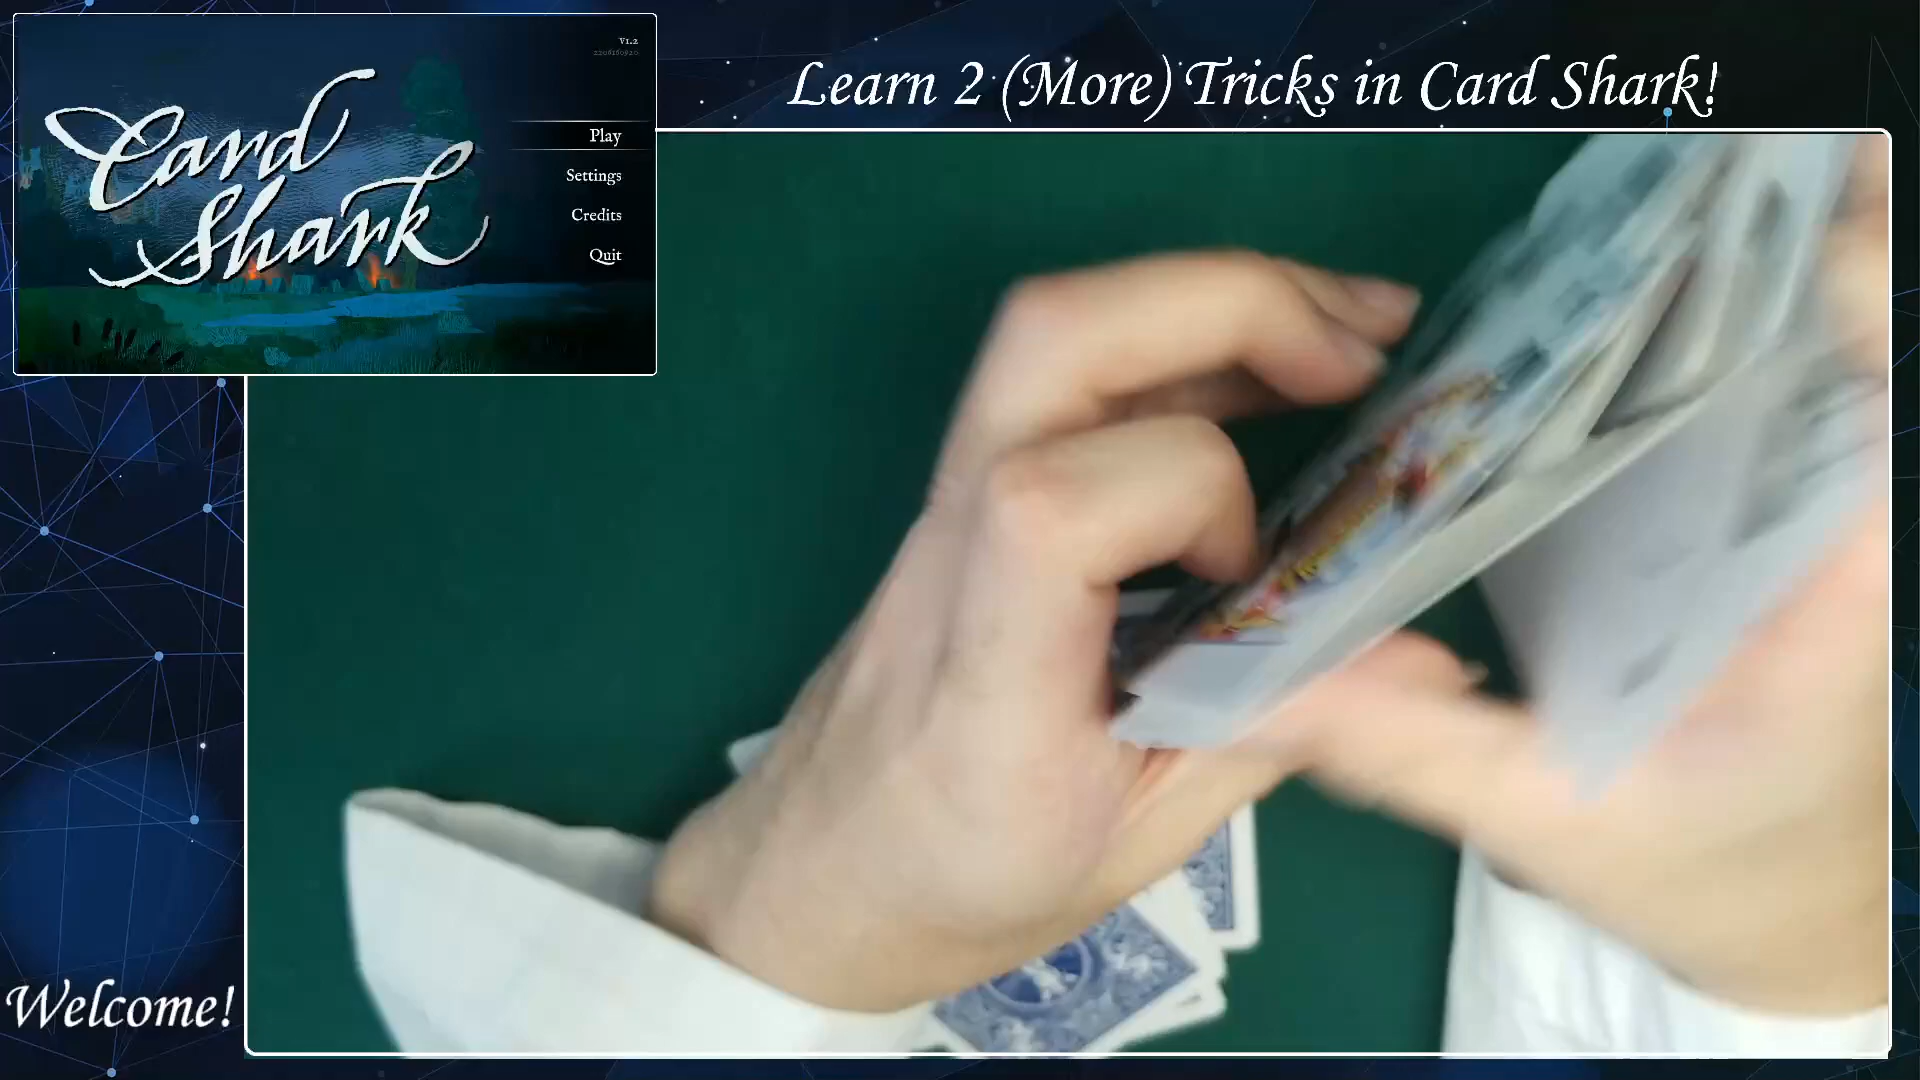 Learn 2 (More) Tricks in Card Shark!
V1.2
Card
Shark
Play
Settings
Credits
Quit
Welcome!